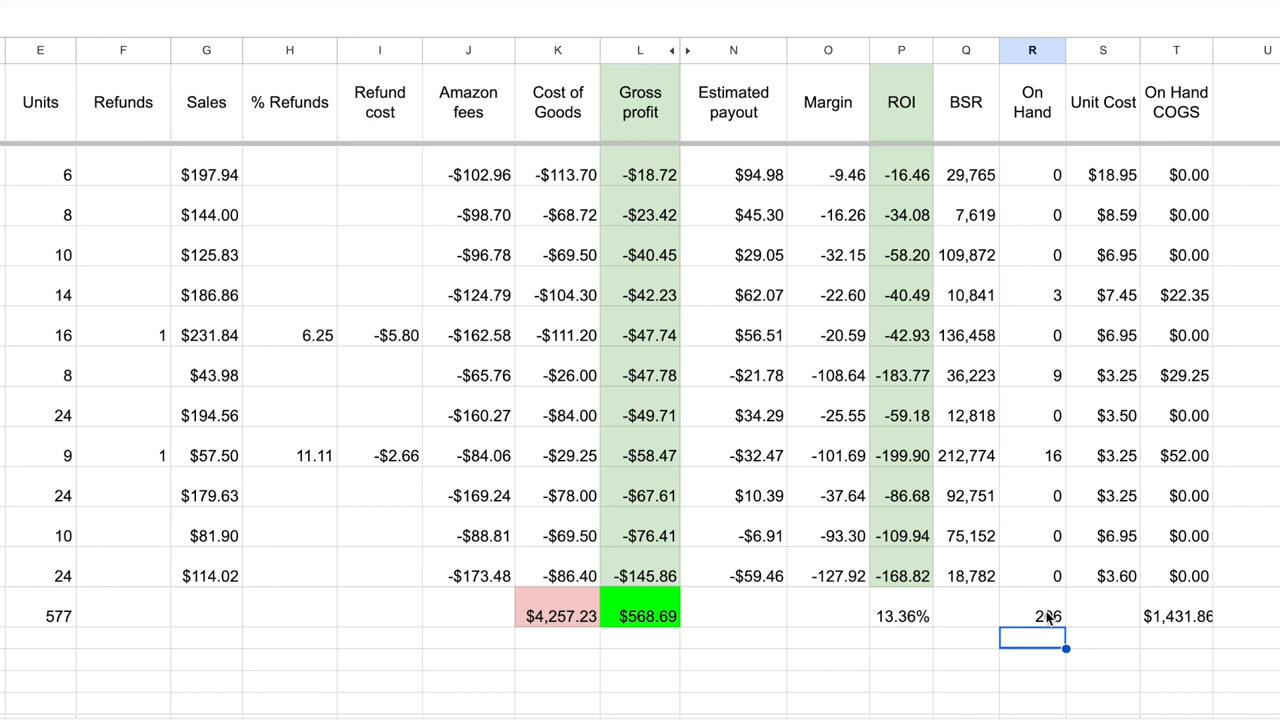 E F G H I J K L N O P Q R S T U
Units Refunds Sales % Refunds Refund cost Amazon fees Cost of Goods Gross profit Estimated payout Margin ROI BSR On Hand Unit Cost On Hand COGS
6 $197.94 -$102.96 -$113.70 -$18.72 $94.98 -9.46 -16.46 29,765 0 $18.95 $0.00
8 $144.00 -$98.70 -$68.72 -$23.42 $45.30 -16.26 -34.08 7,619 0 $8.59 $0.00
10 $125.83 -$96.78 -$69.50 -$40.45 $29.05 -32.15 -58.20 109,872 0 $6.95 $0.00
14 $186.86 -$124.79 -$104.30 -$42.23 $62.07 -22.60 -40.49 10,841 3 $7.45 $22.35
16 1 $231.84 6.25 -$5.80 -$162.58 -$111.20 -$47.74 $56.51 -20.59 -42.93 136,458 0 $6.95 $0.00
8 $43.98 -$65.76 -$26.00 -$47.78 -$21.78 -108.64 -183.77 36,223 9 $3.25 $29.25
24 $194.56 -$160.27 -$84.00 -$49.71 $34.29 -25.55 -59.18 12,818 0 $3.50 $0.00
9 1 $57.50 11.11 -$2.66 -$84.06 -$29.25 -$58.47 -$32.47 -101.69 -199.90 212,774 16 $3.25 $52.00
24 $179.63 -$169.24 -$78.00 -$67.61 $10.39 -37.64 -86.68 92,751 0 $3.25 $0.00
10 $81.90 -$88.81 -$69.50 -$76.41 -$6.91 -93.30 -109.94 75,152 0 $6.95 $0.00
24 $114.02 -$173.48 -$86.40 -$145.86 -$59.46 -127.92 -168.82 18,782 0 $3.60 $0.00
577 $4,257.23 $568.69 13.36% $1,431.86